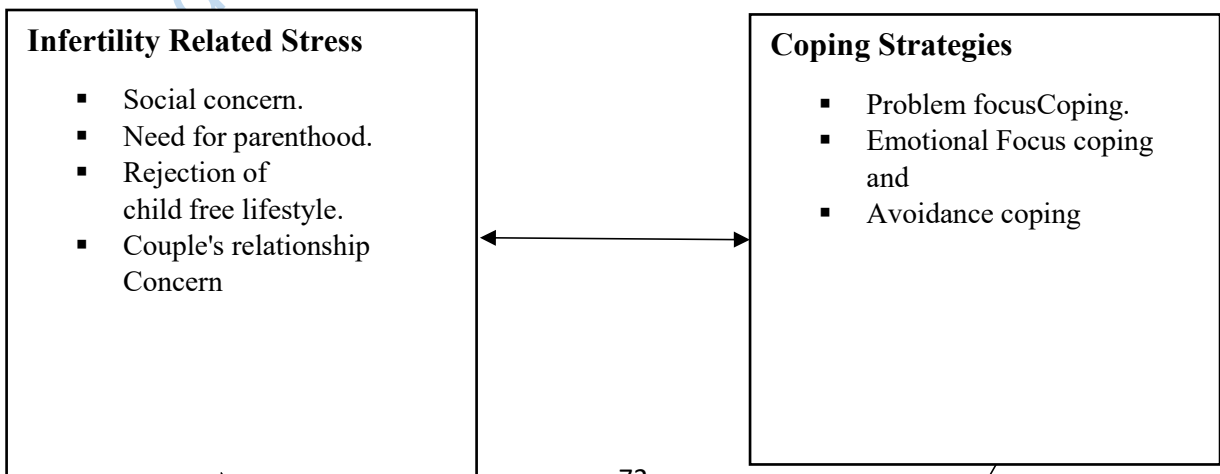 Infertility Related Stress
▪ Social concern.
▪ Need for parenthood.
▪ Rejection of
child free lifestyle.
▪ Couple's relationship
Concern
Coping Strategies
▪ Problem focusCoping.
▪ Emotional Focus coping
and
▪ Avoidance coping